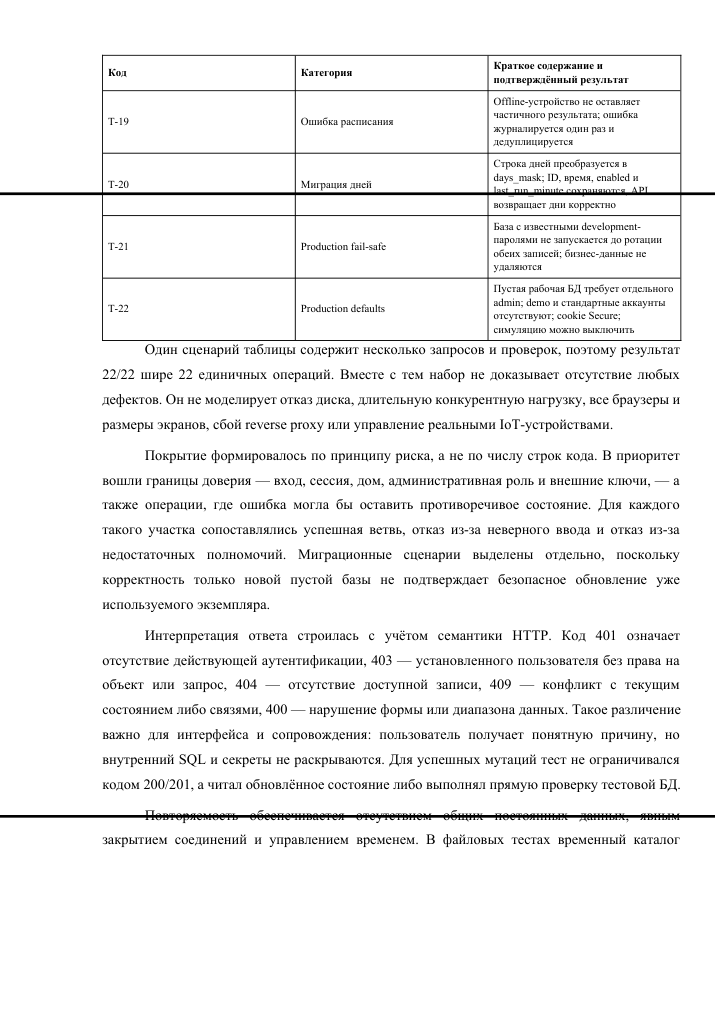 Код Категория Краткое содержание и
подтверждённый результат
Т-19 Ошибка расписания Offline-устройство не оставляет
частичного результата; ошибка
журналируется один раз и
дедуплицируется
Т-20 Миграция дней Строка дней преобразуется в
days_mask; ID, время, enabled и
last_run_minute сохраняются, API
возвращает дни корректно
Т-21 Production fail-safe База с известными development-
паролями не запускается до ротации
обеих записей; бизнес-данные не
удаляются
Т-22 Production defaults Пустая рабочая БД требует отдельного
admin; demo и стандартные аккаунты
отсутствуют; cookie Secure;
симуляцию можно выключить
Один сценарий таблицы содержит несколько запросов и проверок, поэтому результат
22/22 шире 22 единичных операций. Вместе с тем набор не доказывает отсутствие любых
дефектов. Он не моделирует отказ диска, длительную конкурентную нагрузку, все браузеры и
размеры экранов, сбой reverse proxy или управление реальными IoT-устройствами.
Покрытие формировалось по принципу риска, а не по числу строк кода. В приоритет
вошли границы доверия — вход, сессия, дом, административная роль и внешние ключи, — а
также операции, где ошибка могла бы оставить противоречивое состояние. Для каждого
такого участка сопоставлялись успешная ветвь, отказ из-за неверного ввода и отказ из-за
недостаточных полномочий. Миграционные сценарии выделены отдельно, поскольку
корректность только новой пустой базы не подтверждает безопасное обновление уже
используемого экземпляра.
Интерпретация ответа строилась с учётом семантики HTTP. Код 401 означает
отсутствие действующей аутентификации, 403 — установленного пользователя без права на
объект или запрос, 404 — отсутствие доступной записи, 409 — конфликт с текущим
состоянием либо связями, 400 — нарушение формы или диапазона данных. Такое различение
важно для интерфейса и сопровождения: пользователь получает понятную причину, но
внутренний SQL и секреты не раскрываются. Для успешных мутаций тест не ограничивался
кодом 200/201, а читал обновлённое состояние либо выполнял прямую проверку тестовой БД.
Повторяемость обеспечивается отсутствием общих постоянных данных, явным
закрытием соединений и управлением временем. В файловых тестах временный каталог